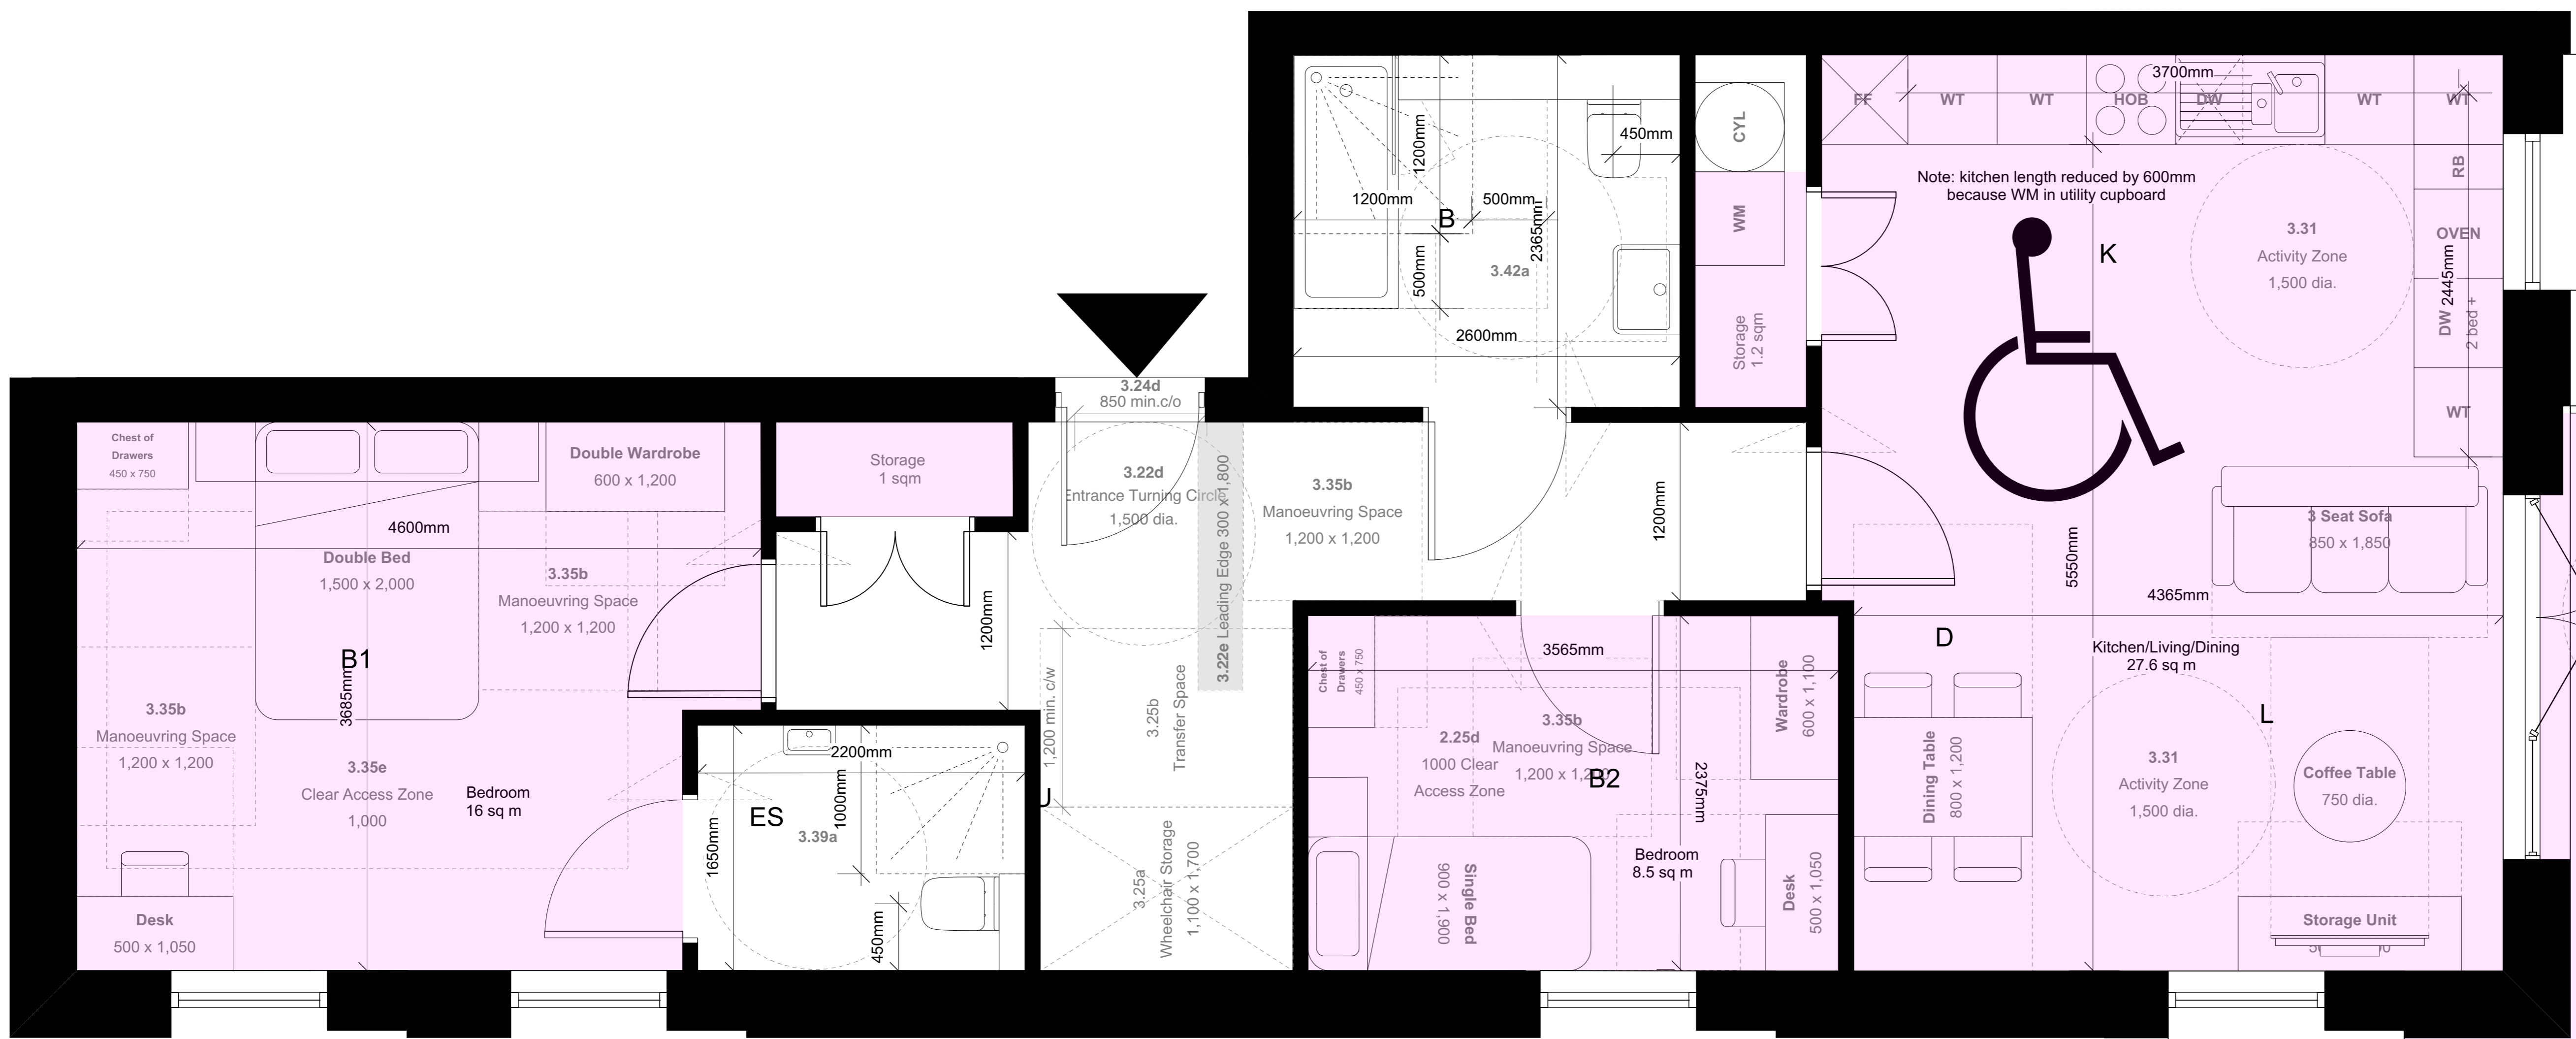 Chest of
Drawers
450 x 750
Double Wardrobe
600 x 1,200
4600mm
Double Bed
1,500 x 2,000
3.35b
Manoeuvring Space
1,200 x 1,200
B1
3685mm
3.35b
Manoeuvring Space
1,200 x 1,200
3.35e
Clear Access Zone
1,000
Bedroom
16 sq m
Desk
500 x 1,050
Storage
1 sqm
1200mm
2200mm
1000mm
1650mm
ES
3.39a
450mm
3.24d
850 min.c/o
3.22d
Entrance Turning Circle
1,500 dia.
3.22e Leading Edge 300 x 1,800
3.35b
Manoeuvring Space
1,200 x 1,200
1,200 min. c/w
3.25b
Transfer Space
3.25a
Wheelchair Storage
1,100 x 1,700
1200mm
450mm
1200mm
500mm
B
2365mm
500mm
3.42a
2600mm
CYL
WM
Storage
1.2 sqm
1200mm
3565mm
Chest of
Drawers
450 x 750
Wardrobe
600 x 1,100
2.25d
1000 Clear
Access Zone
3.35b
Manoeuvring Space
1,200 x 1,200
B2
2375mm
Bedroom
8.5 sq m
Single Bed
900 x 1,900
Desk
500 x 1,050
3700mm
FF
WT
WT
HOB
DW
WT
WT
Note: kitchen length reduced by 600mm
because WM in utility cupboard
K
3.31
Activity Zone
1,500 dia.
RB
OVEN
2445mm
DW
2 bed +
WT
3 Seat Sofa
850 x 1,850
5550mm
4365mm
D
Kitchen/Living/Dining
27.6 sq m
L
Dining Table
800 x 1,200
3.31
Activity Zone
1,500 dia.
Coffee Table
750 dia.
Storage Unit